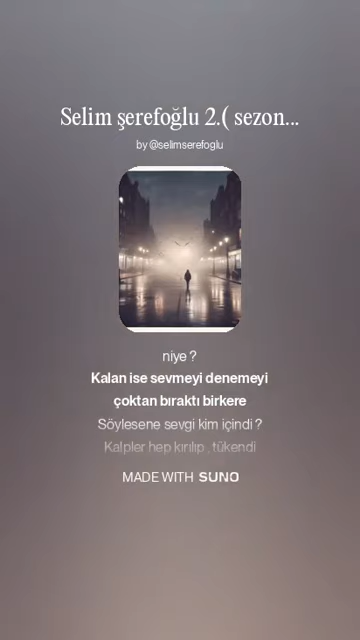 Selim şerefoğlu 2.( sezon...
by @selimserefoglu
niye ?
Kalan ise sevmeyi denemeyi
çoktan bıraktı birkere
Söylesene sevgi kim içindi ?
Kalpler hep kırılıp , tükendi
MADE WITH SUNO